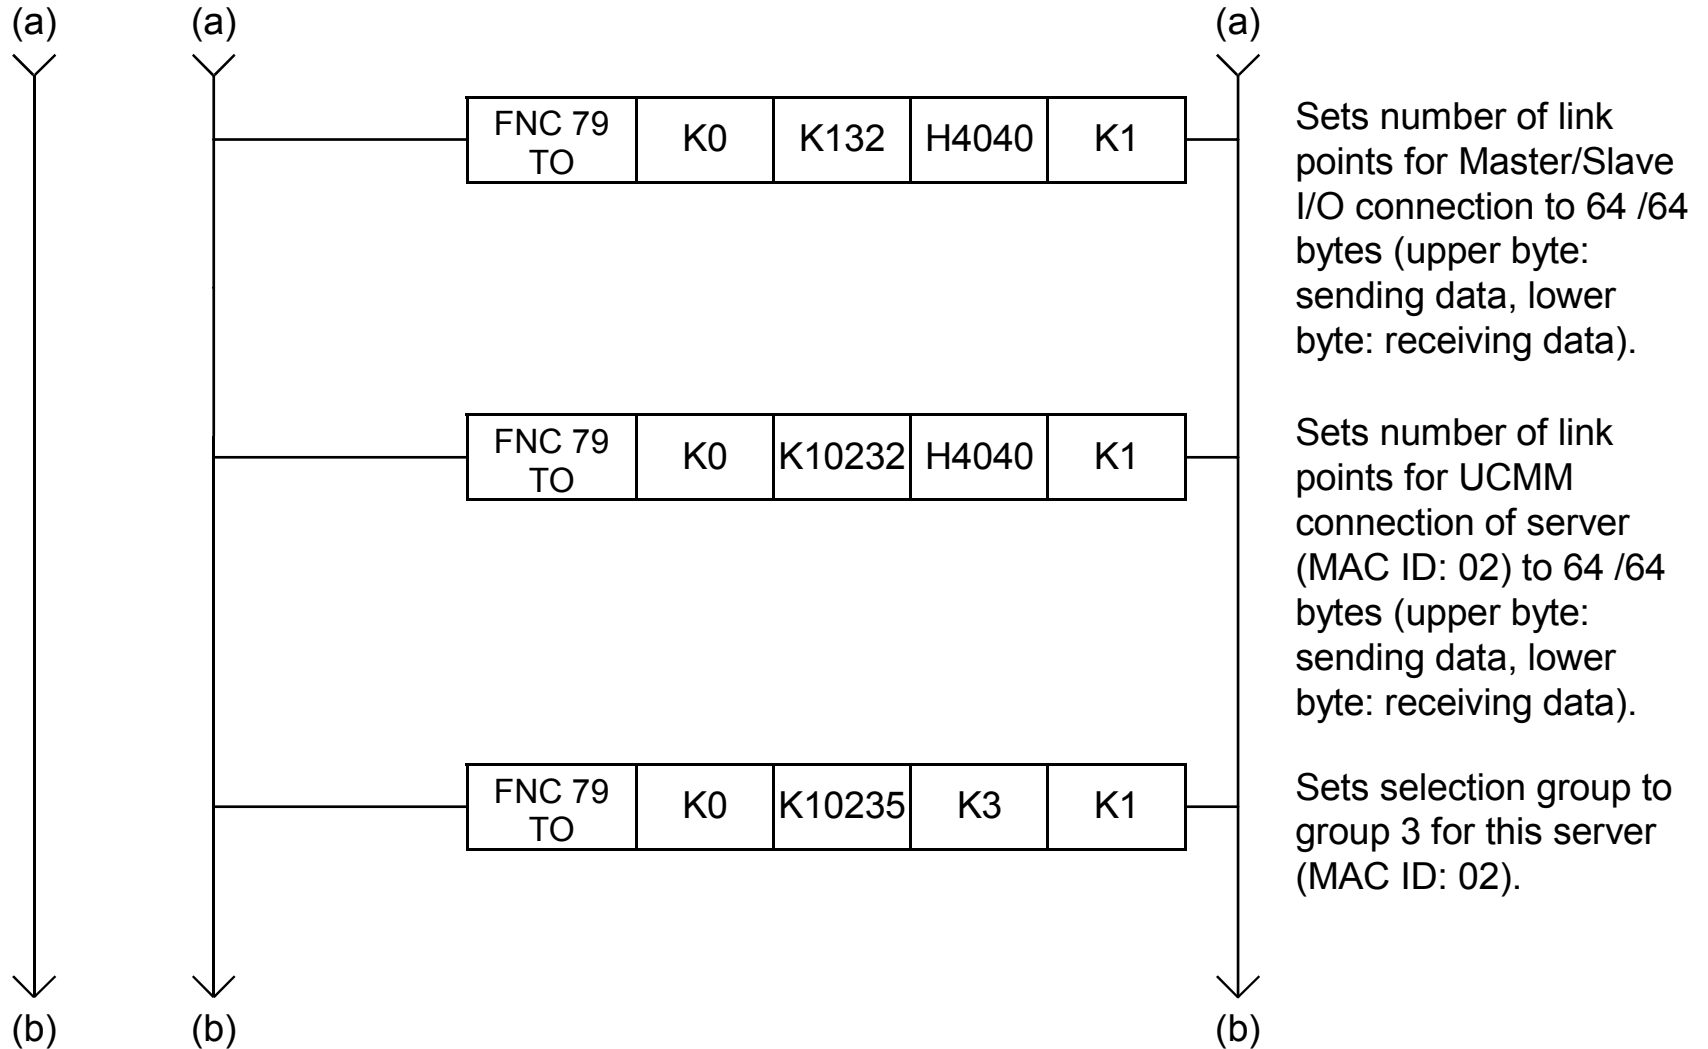 (a) (a) (a)
FNC 79
TO
K0 K132 H4040 K1
Sets number of link
points for Master/Slave
I/O connection to 64 /64
bytes (upper byte:
sending data, lower
byte: receiving data).
FNC 79
TO
K0 K10232 H4040 K1
Sets number of link
points for UCMM
connection of server
(MAC ID: 02) to 64 /64
bytes (upper byte:
sending data, lower
byte: receiving data).
FNC 79
TO
K0 K10235 K3 K1
Sets selection group to
group 3 for this server
(MAC ID: 02).
(b) (b) (b)